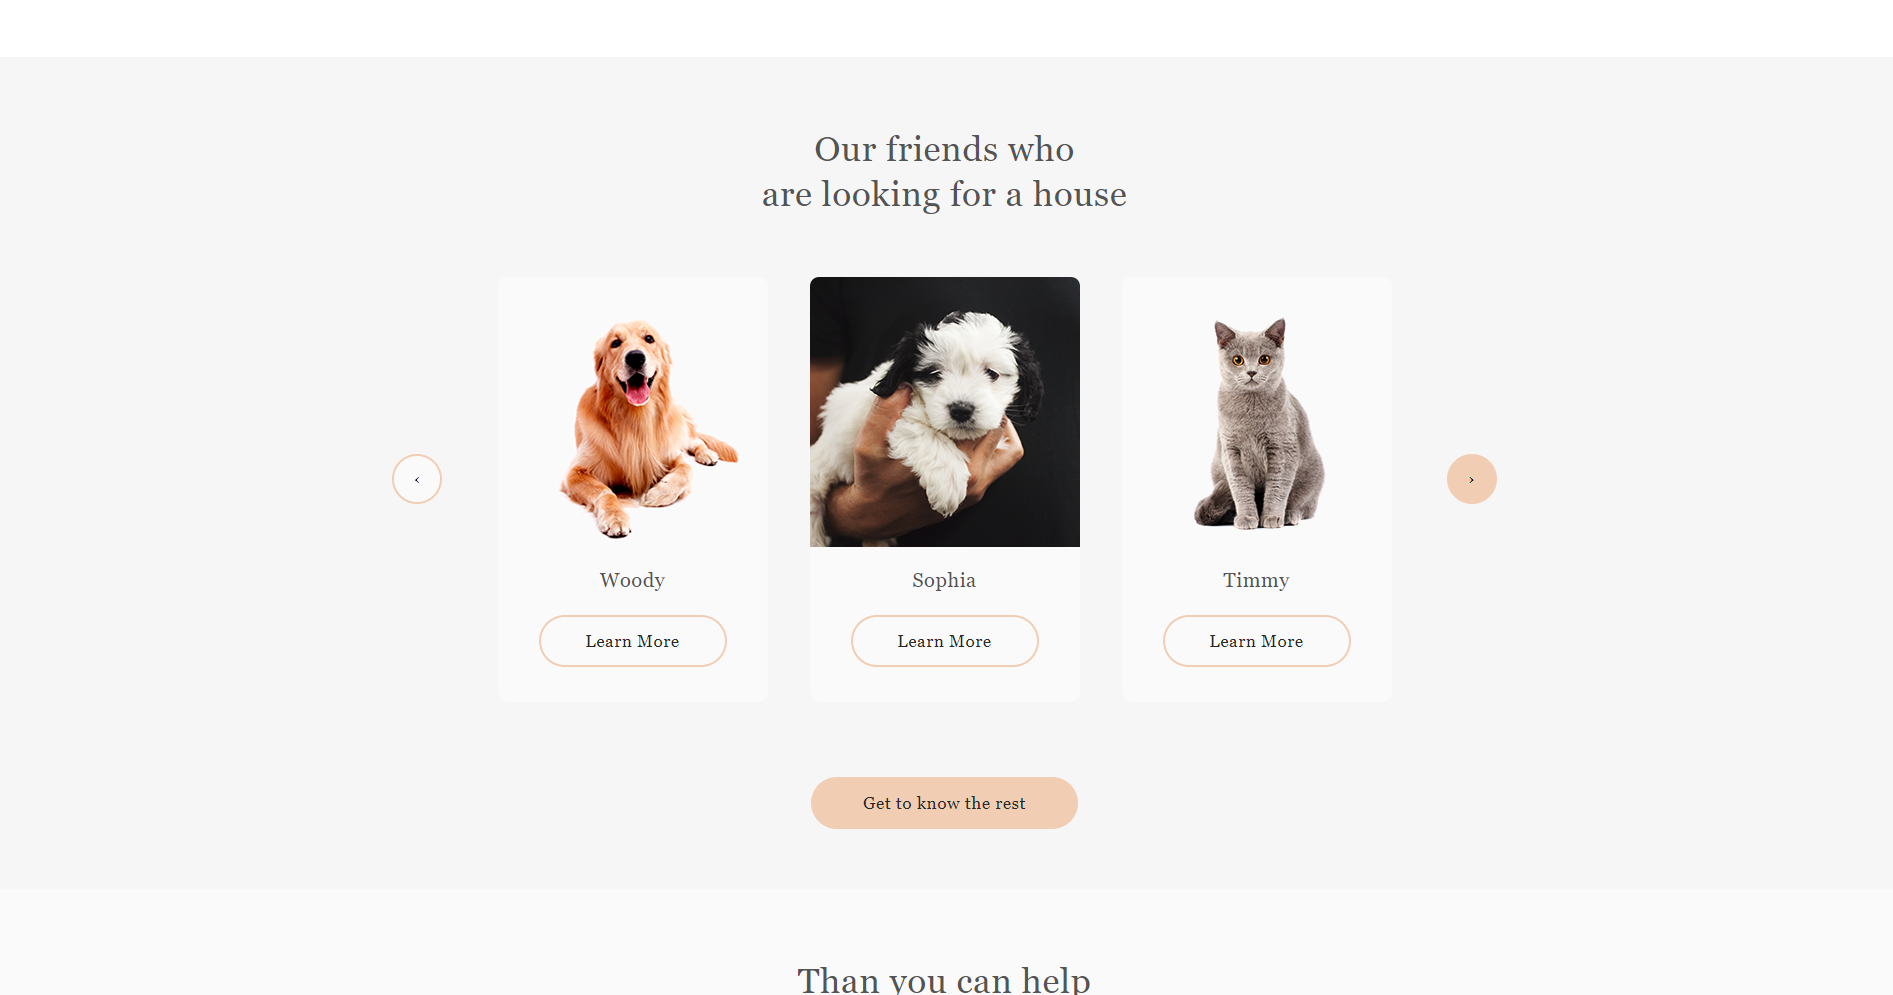 Our friends who
are looking for a house
‹
›
Woody
Sophia
Timmy
Learn More
Learn More
Learn More
Get to know the rest
Than you can help